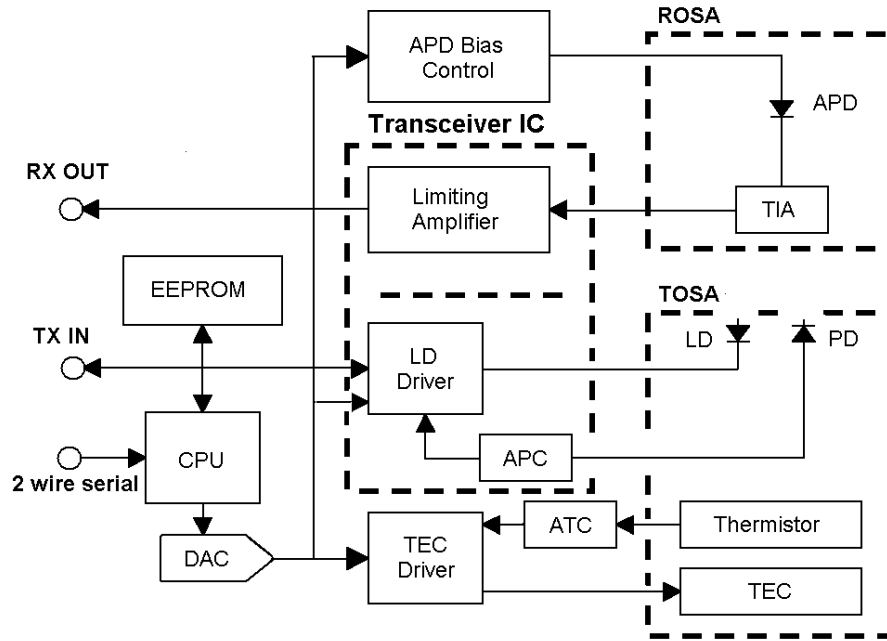 ROSA
APD Bias
Control
APD
Transceiver IC
RX OUT
Limiting
Amplifier
TIA
EEPROM
TOSA
TX IN
LD
Driver
LD
PD
CPU
APC
2 wire serial
DAC
TEC
Driver
ATC
Thermistor
TEC